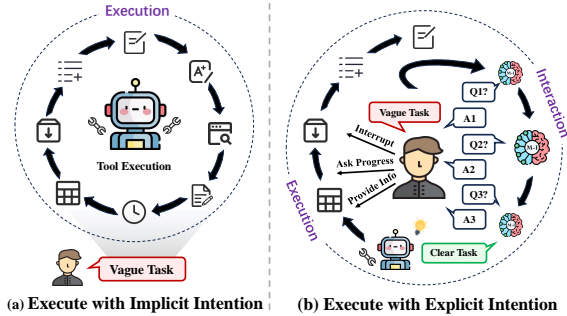 Execution
A+
Tool Execution
Vague Task
(a) Execute with Implicit Intention
Interaction
Q1?
Vague Task
A1
Interrupt
Q2?
M-I
Ask Progress
A2
Provide Info
Q3?
A3
Execution
Clear Task
(b) Execute with Explicit Intention